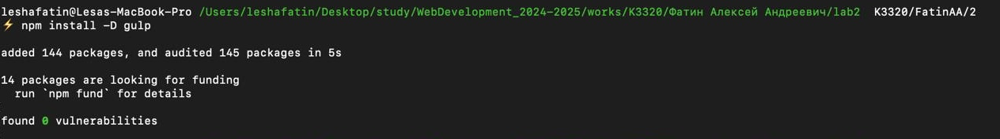 leshafatin@Lesas-MacBook-Pro /Users/leshafatin/Desktop/study/WebDevelopment_2024-2025/works/K3320/Фатин Алексей Андреевич/lab2 K3320/FatinAA/2
⚡ npm install -D gulp
added 144 packages, and audited 145 packages in 5s
14 packages are looking for funding
run `npm fund` for details
found 0 vulnerabilities